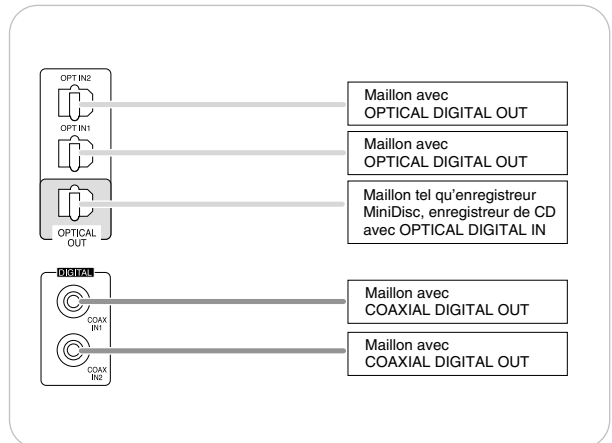 OPT IN2
Maillon avec
OPTICAL DIGITAL OUT
OPT IN1
Maillon avec
OPTICAL DIGITAL OUT
Maillon tel qu'enregistreur
MiniDisc, enregistreur de CD
avec OPTICAL DIGITAL IN
OPTICAL
OUT
DIGITAL
COAX
IN1
Maillon avec
COAXIAL DIGITAL OUT
COAX
IN2
Maillon avec
COAXIAL DIGITAL OUT